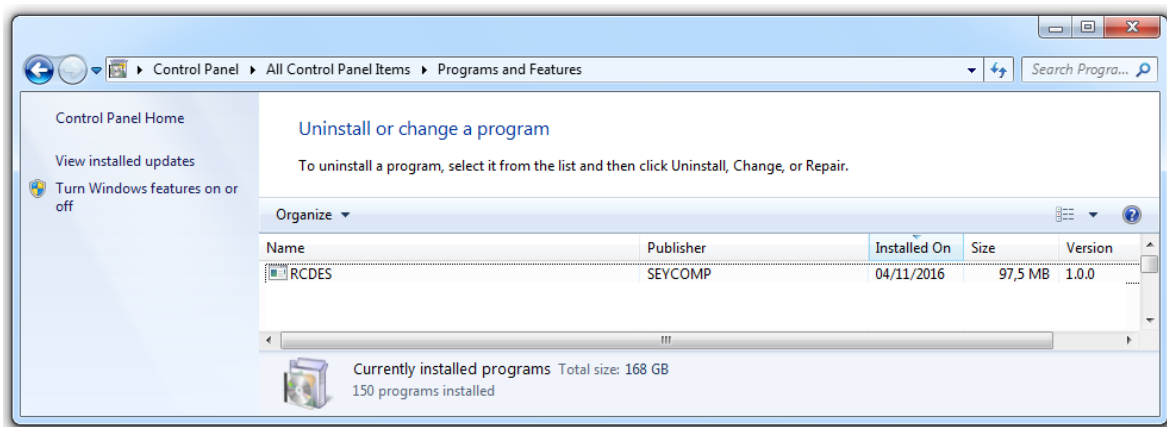 Control Panel ▸ All Control Panel Items ▸ Programs and Features
Search Progra...
Control Panel Home
View installed updates
Turn Windows features on or
off
Uninstall or change a program
To uninstall a program, select it from the list and then click Uninstall, Change, or Repair.
Organize
Name Publisher Installed On Size Version
RCDES SEYCOMP 04/11/2016 97,5 MB 1.0.0
Currently installed programs Total size: 168 GB
150 programs installed